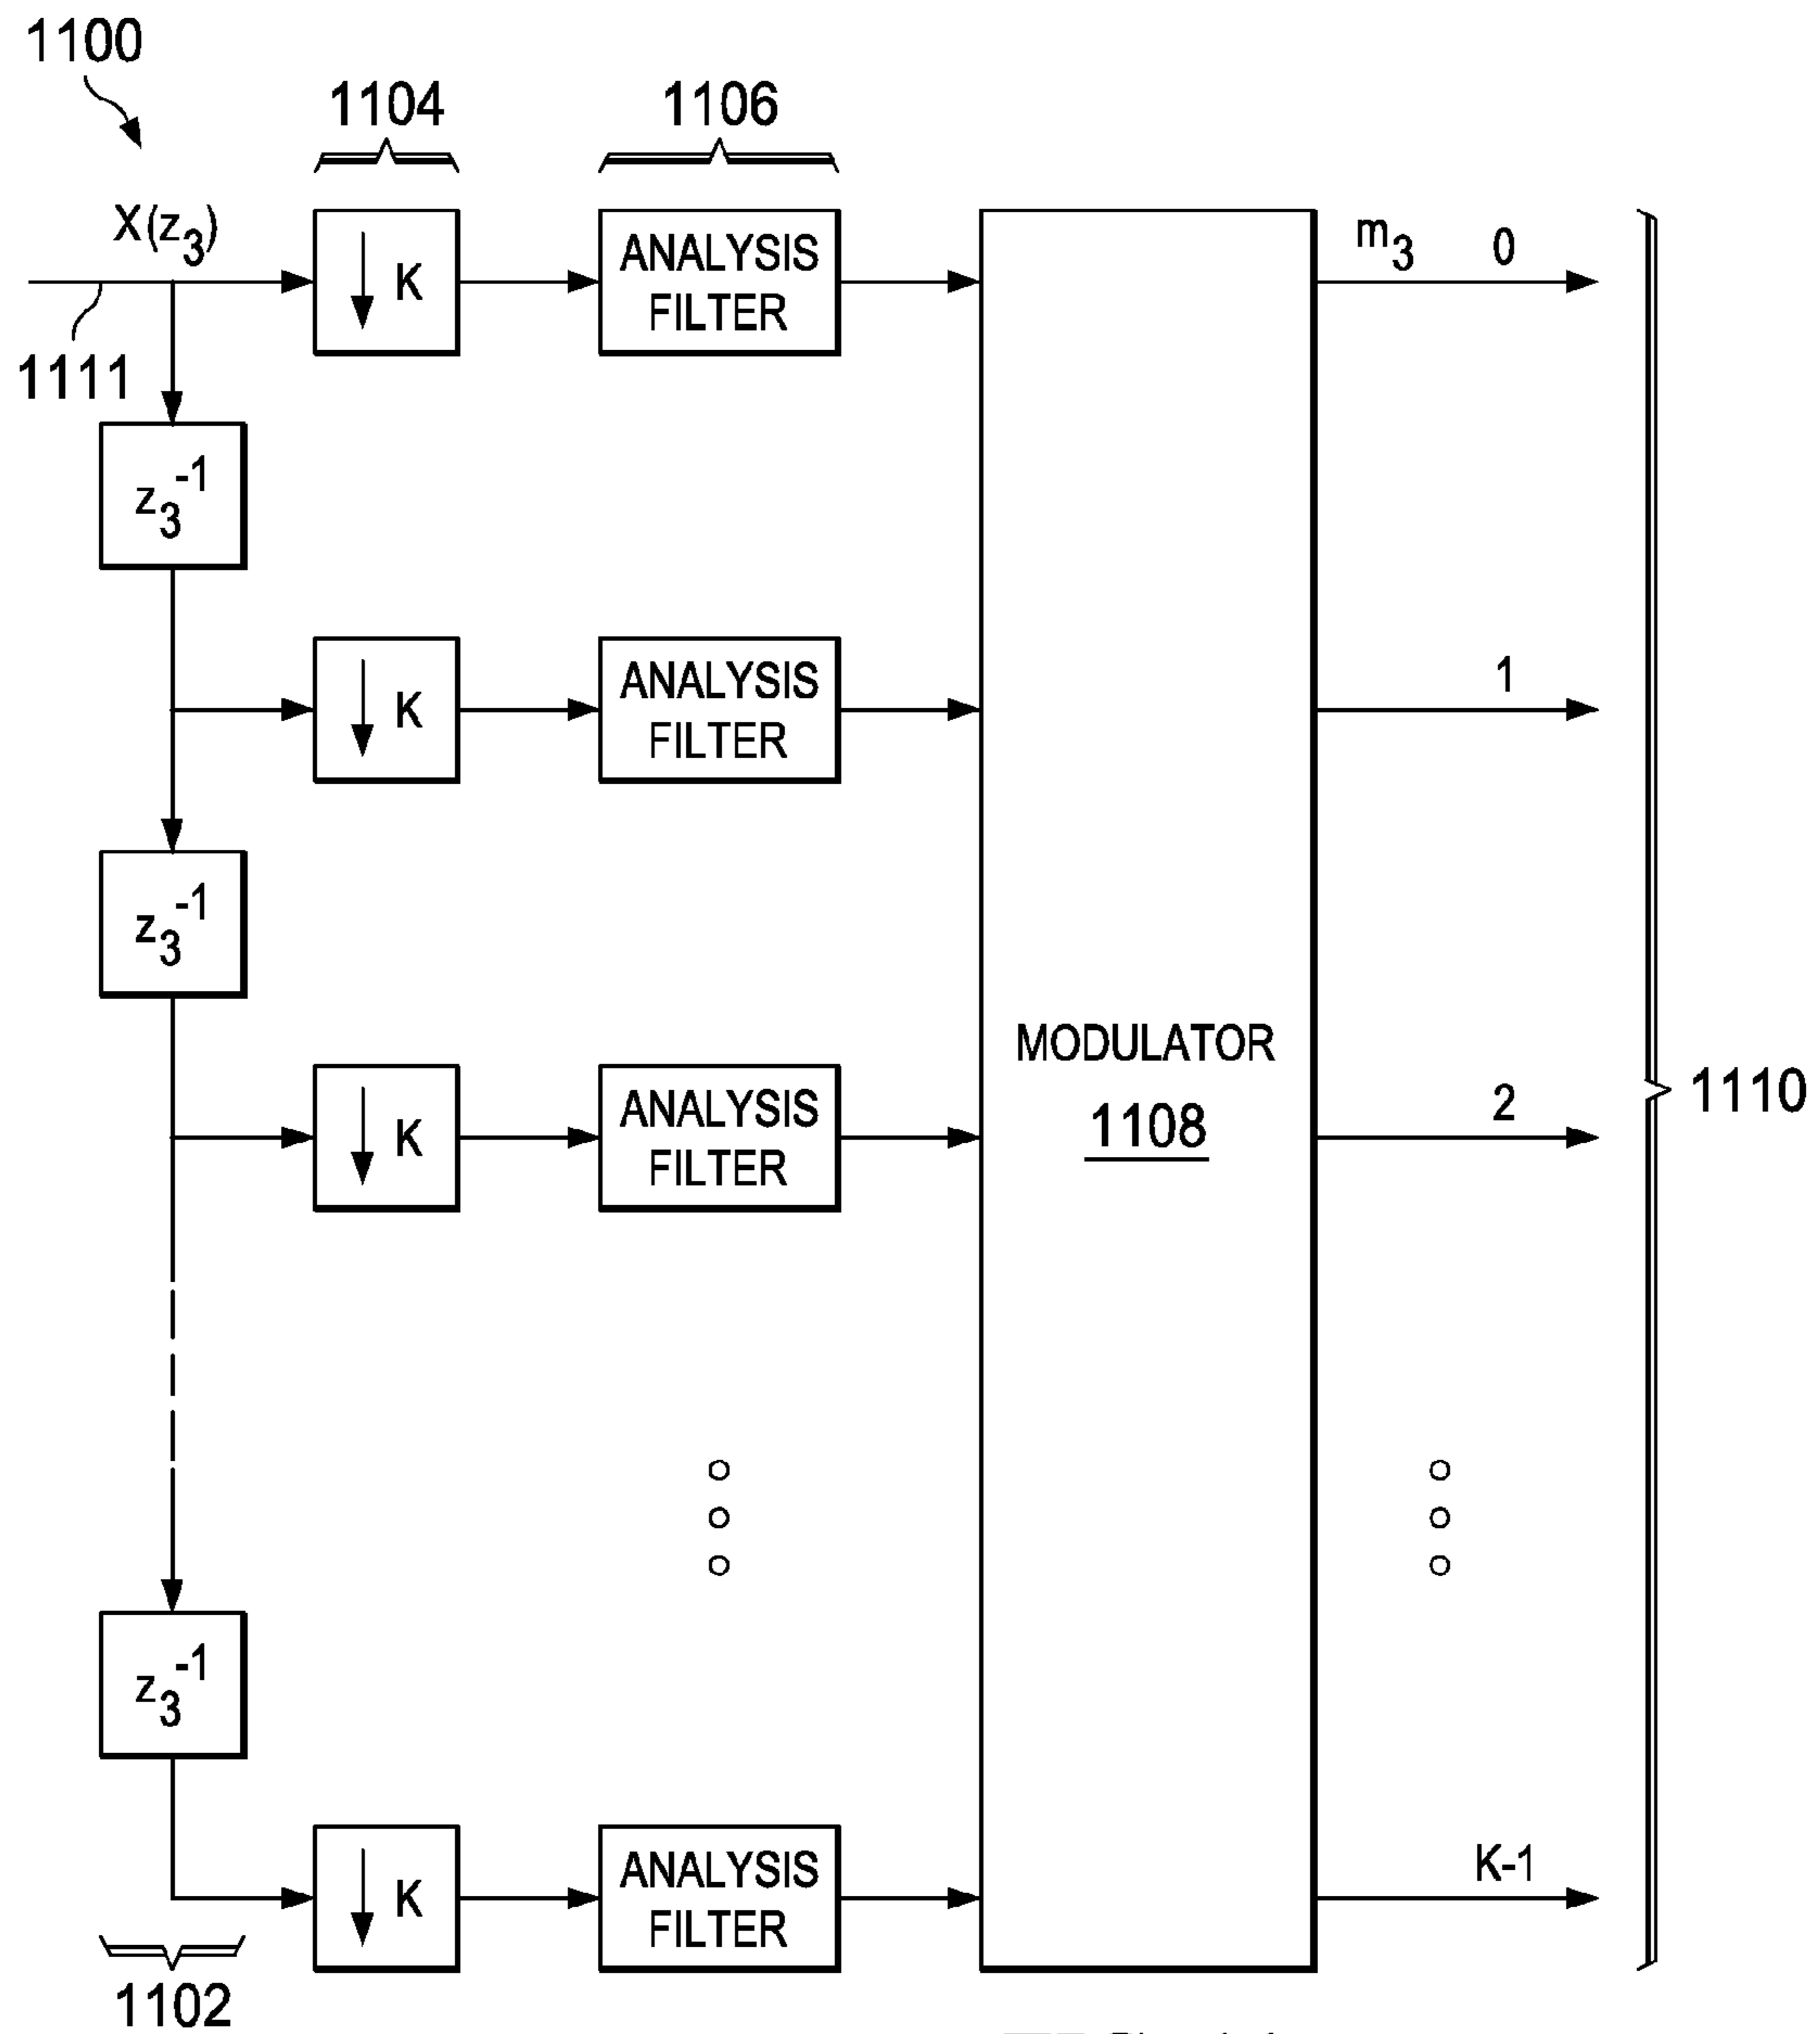 1100
1104
1106
X(z3)
K
ANALYSIS
FILTER
m3
0
1111
z3-1
K
ANALYSIS
FILTER
1
z3-1
K
ANALYSIS
FILTER
MODULATOR
1108
2
1110
z3-1
K
ANALYSIS
FILTER
K-1
1102